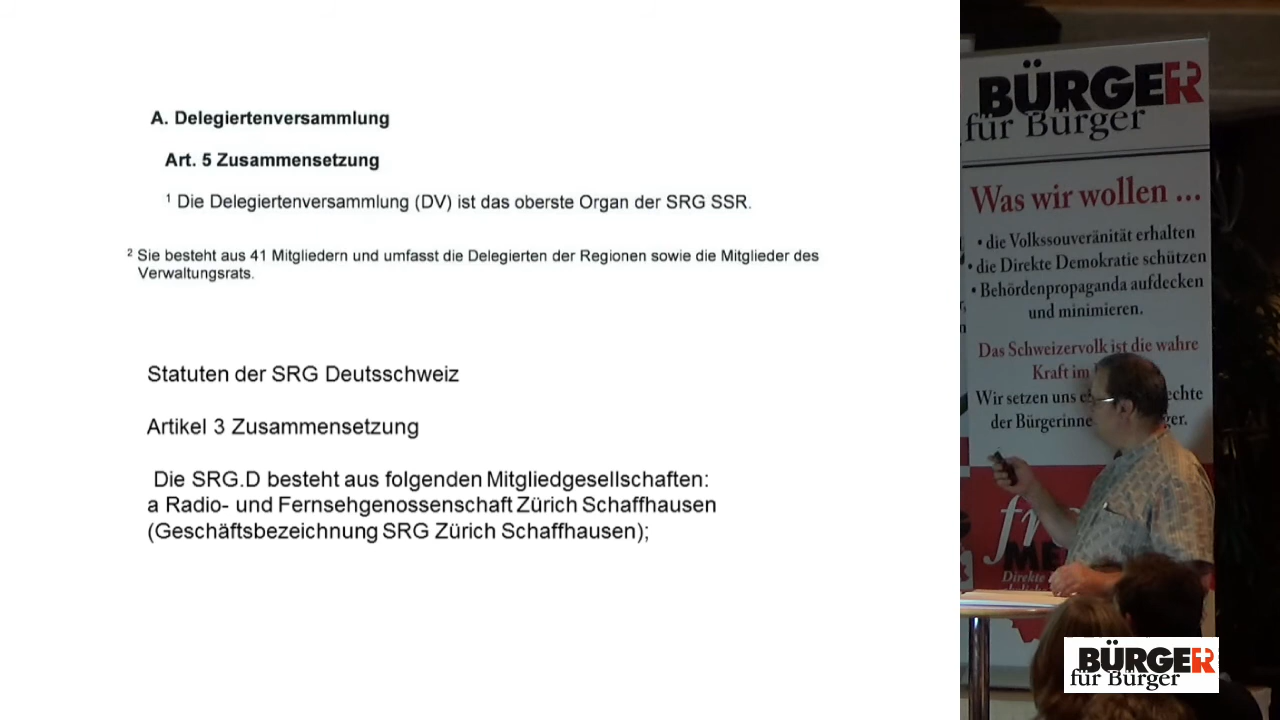 A. Delegiertenversammlung
Art. 5 Zusammensetzung
¹ Die Delegiertenversammlung (DV) ist das oberste Organ der SRG SSR.
² Sie besteht aus 41 Mitgliedern und umfasst die Delegierten der Regionen sowie die Mitglieder des
Verwaltungsrats.
Statuten der SRG Deutsschweiz
Artikel 3 Zusammensetzung
Die SRG.D besteht aus folgenden Mitgliedgesellschaften:
a Radio- und Fernsehgenossenschaft Zürich Schaffhausen
(Geschäftsbezeichnung SRG Zürich Schaffhausen);
BÜRGER
für Bürger
Was wir wollen ...
• die Volkssouveränität erhalten
• die Direkte Demokratie schützen
• Behördenpropaganda aufdecken
und minimieren.
Das Schweizervolk ist die wahre
Kraft im
Wir setzen uns
der
Direkte
BÜRGER
für Bürger